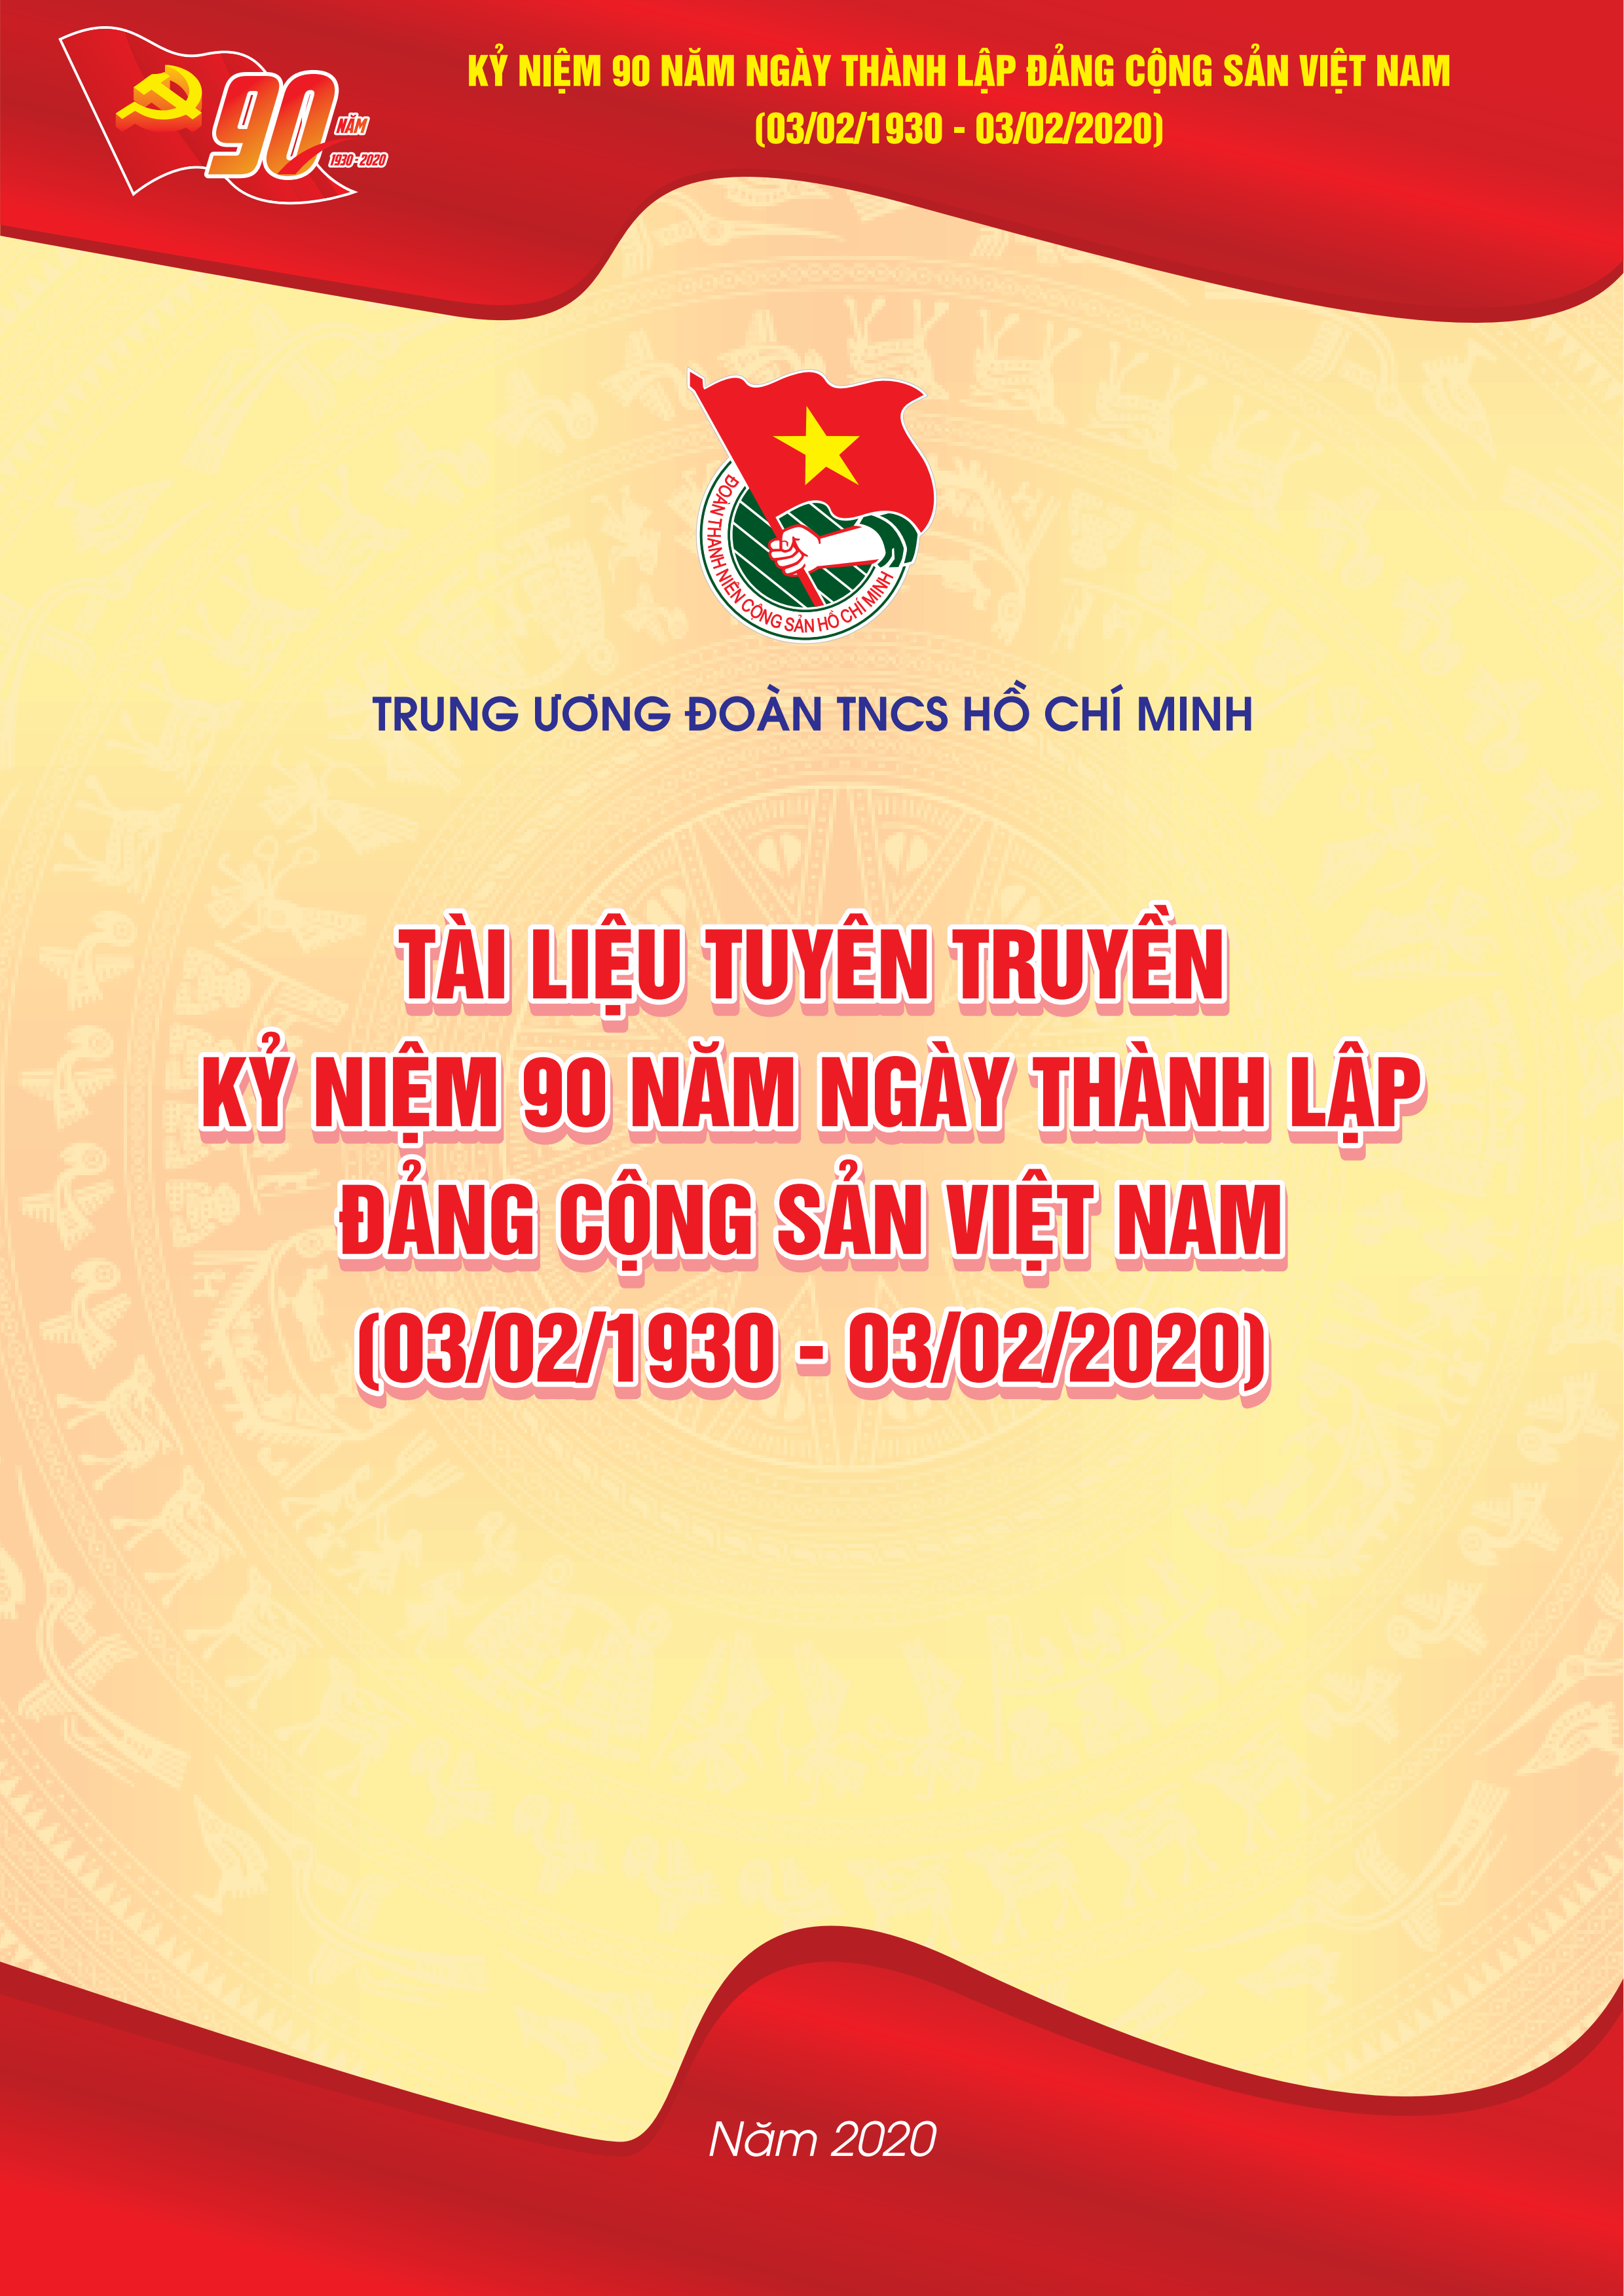 KỶ NIỆM 90 NĂM NGÀY THÀNH LẬP ĐẢNG CỘNG SẢN VIỆT NAM
(03/02/1930 - 03/02/2020)
90 NĂM
1930-2020
ĐOÀN THANH NIÊN CỘNG SẢN HỒ CHÍ MINH
TRUNG ƯƠNG ĐOÀN TNCS HỒ CHÍ MINH
TÀI LIỆU TUYÊN TRUYỀN
KỶ NIỆM 90 NĂM NGÀY THÀNH LẬP
ĐẢNG CỘNG SẢN VIỆT NAM
(03/02/1930 - 03/02/2020)
Năm 2020